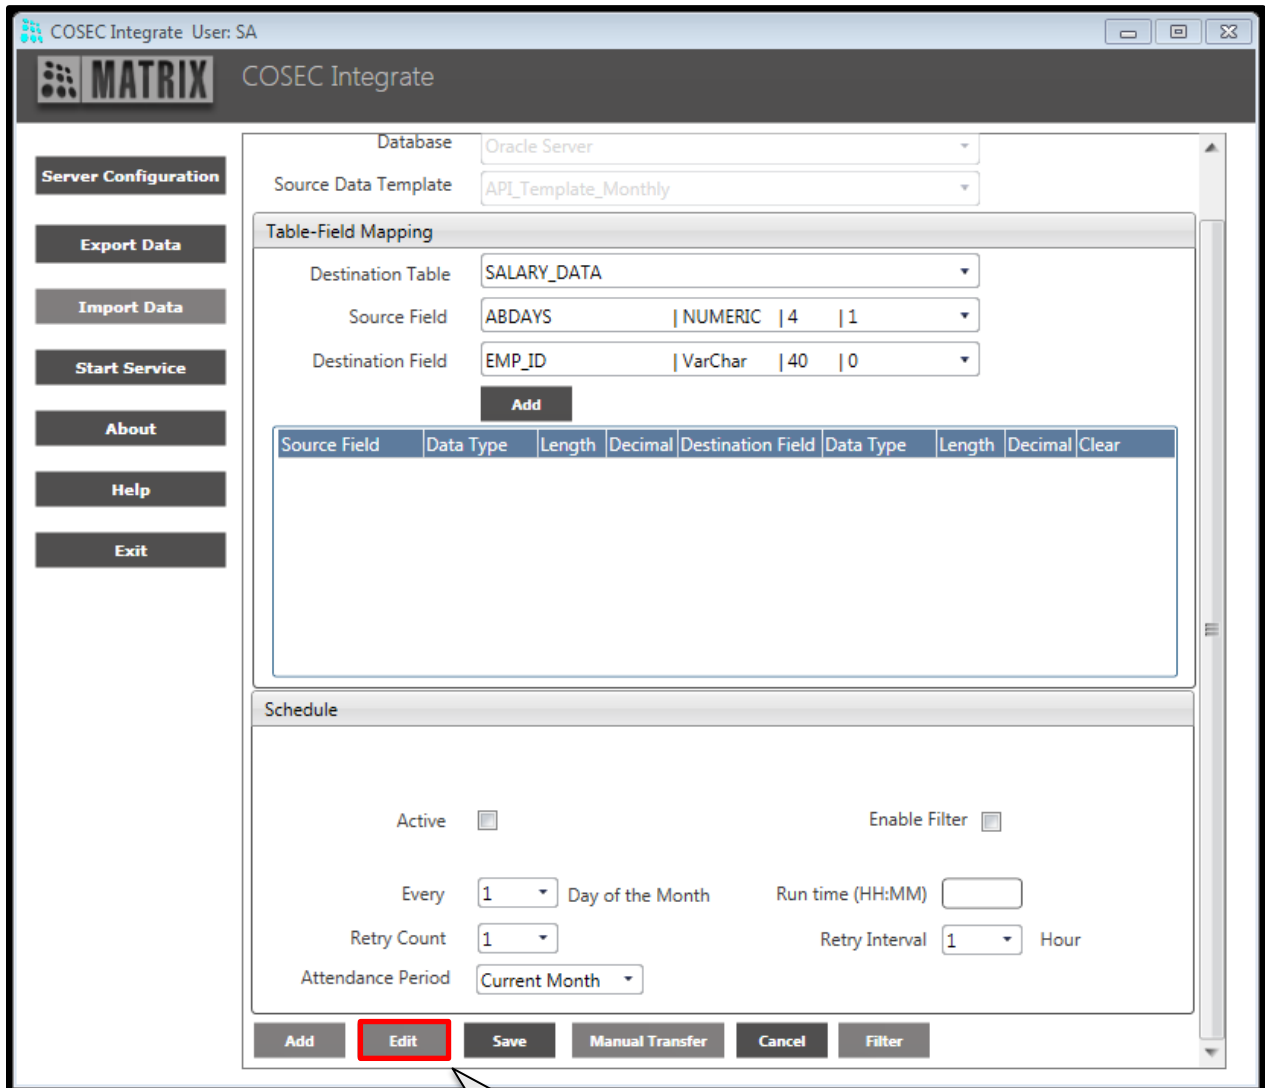 COSEC Integrate User: SA
MATRIX COSEC Integrate
Database Oracle Server
Server Configuration
Source Data Template API_Template_Monthly
Export Data
Table-Field Mapping
Destination Table SALARY_DATA
Import Data
Source Field ABDAYS | NUMERIC | 4 | 1
Start Service
Destination Field EMP_ID | VarChar | 40 | 0
Add
About
Source Field Data Type Length Decimal Destination Field Data Type Length Decimal Clear
Help
Exit
Schedule
Active Enable Filter
Every 1 Day of the Month Run time (HH:MM)
Retry Count 1 Retry Interval 1 Hour
Attendance Period Current Month
Add Edit Save Manual Transfer Cancel Filter